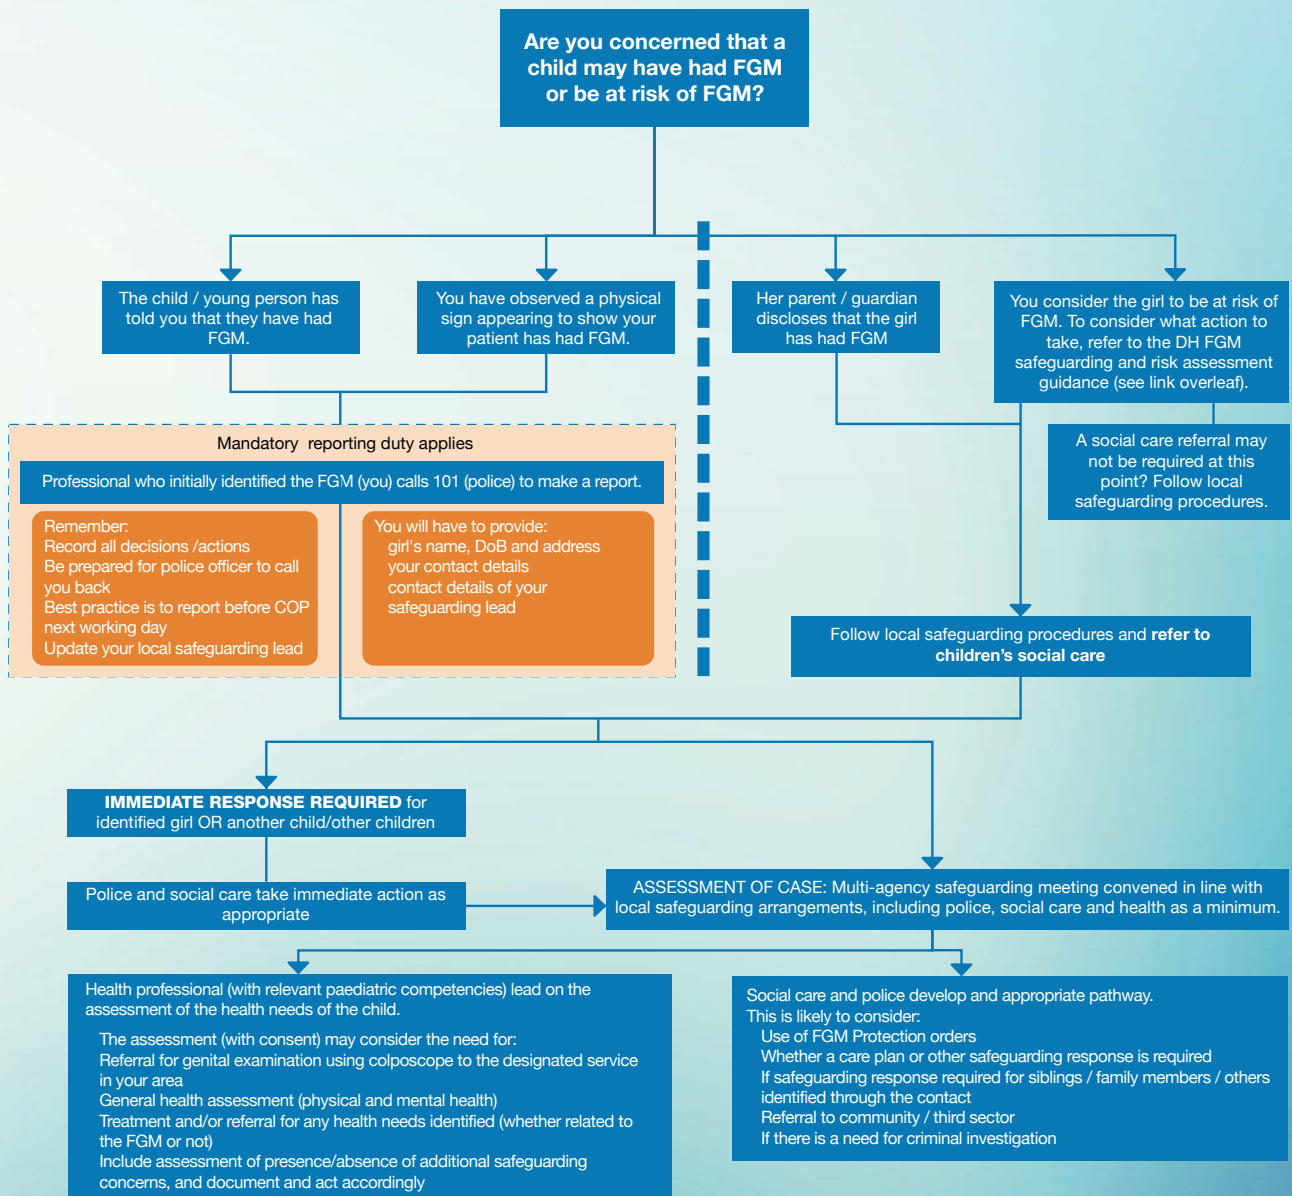 Are you concerned that a
child may have had FGM
or be at risk of FGM?
The child / young person has
told you that they have had
FGM.
You have observed a physical
sign appearing to show your
patient has had FGM.
Her parent / guardian
discloses that the girl
has had FGM
You consider the girl to be at risk of
FGM. To consider what action to
take, refer to the DH FGM
safeguarding and risk assessment
guidance (see link overleaf).
Mandatory reporting duty applies
Professional who initially identified the FGM (you) calls 101 (police) to make a report.
Remember:
Record all decisions /actions
Be prepared for police officer to call
you back
Best practice is to report before COP
next working day
Update your local safeguarding lead
You will have to provide:
girl's name, DoB and address
your contact details
contact details of your
safeguarding lead
A social care referral may
not be required at this
point? Follow local
safeguarding procedures.
Follow local safeguarding procedures and refer to
children's social care
IMMEDIATE RESPONSE REQUIRED for
identified girl OR another child/other children
Police and social care take immediate action as
appropriate
ASSESSMENT OF CASE: Multi-agency safeguarding meeting convened in line with
local safeguarding arrangements, including police, social care and health as a minimum.
Health professional (with relevant paediatric competencies) lead on the
assessment of the health needs of the child.
The assessment (with consent) may consider the need for:
Referral for genital examination using colposcope to the designated service
in your area
General health assessment (physical and mental health)
Treatment and/or referral for any health needs identified (whether related to
the FGM or not)
Include assessment of presence/absence of additional safeguarding
concerns, and document and act accordingly
Social care and police develop and appropriate pathway.
This is likely to consider:
Use of FGM Protection orders
Whether a care plan or other safeguarding response is required
If safeguarding response required for siblings / family members / others
identified through the contact
Referral to community / third sector
If there is a need for criminal investigation